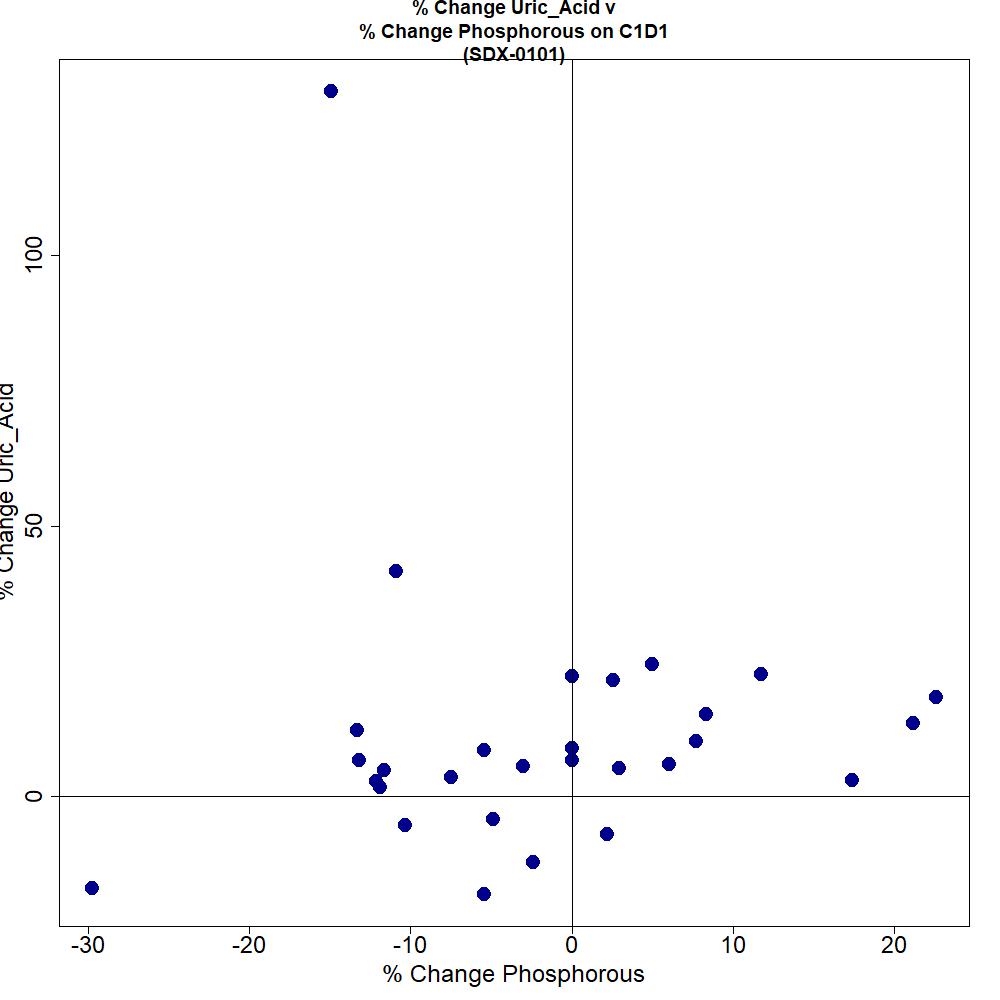 % Change Uric_Acid v
% Change Phosphorous on C1D1
(SDX-0101)
100
50
0
% Change Uric_Acid
-30
-20
-10
0
10
20
% Change Phosphorous